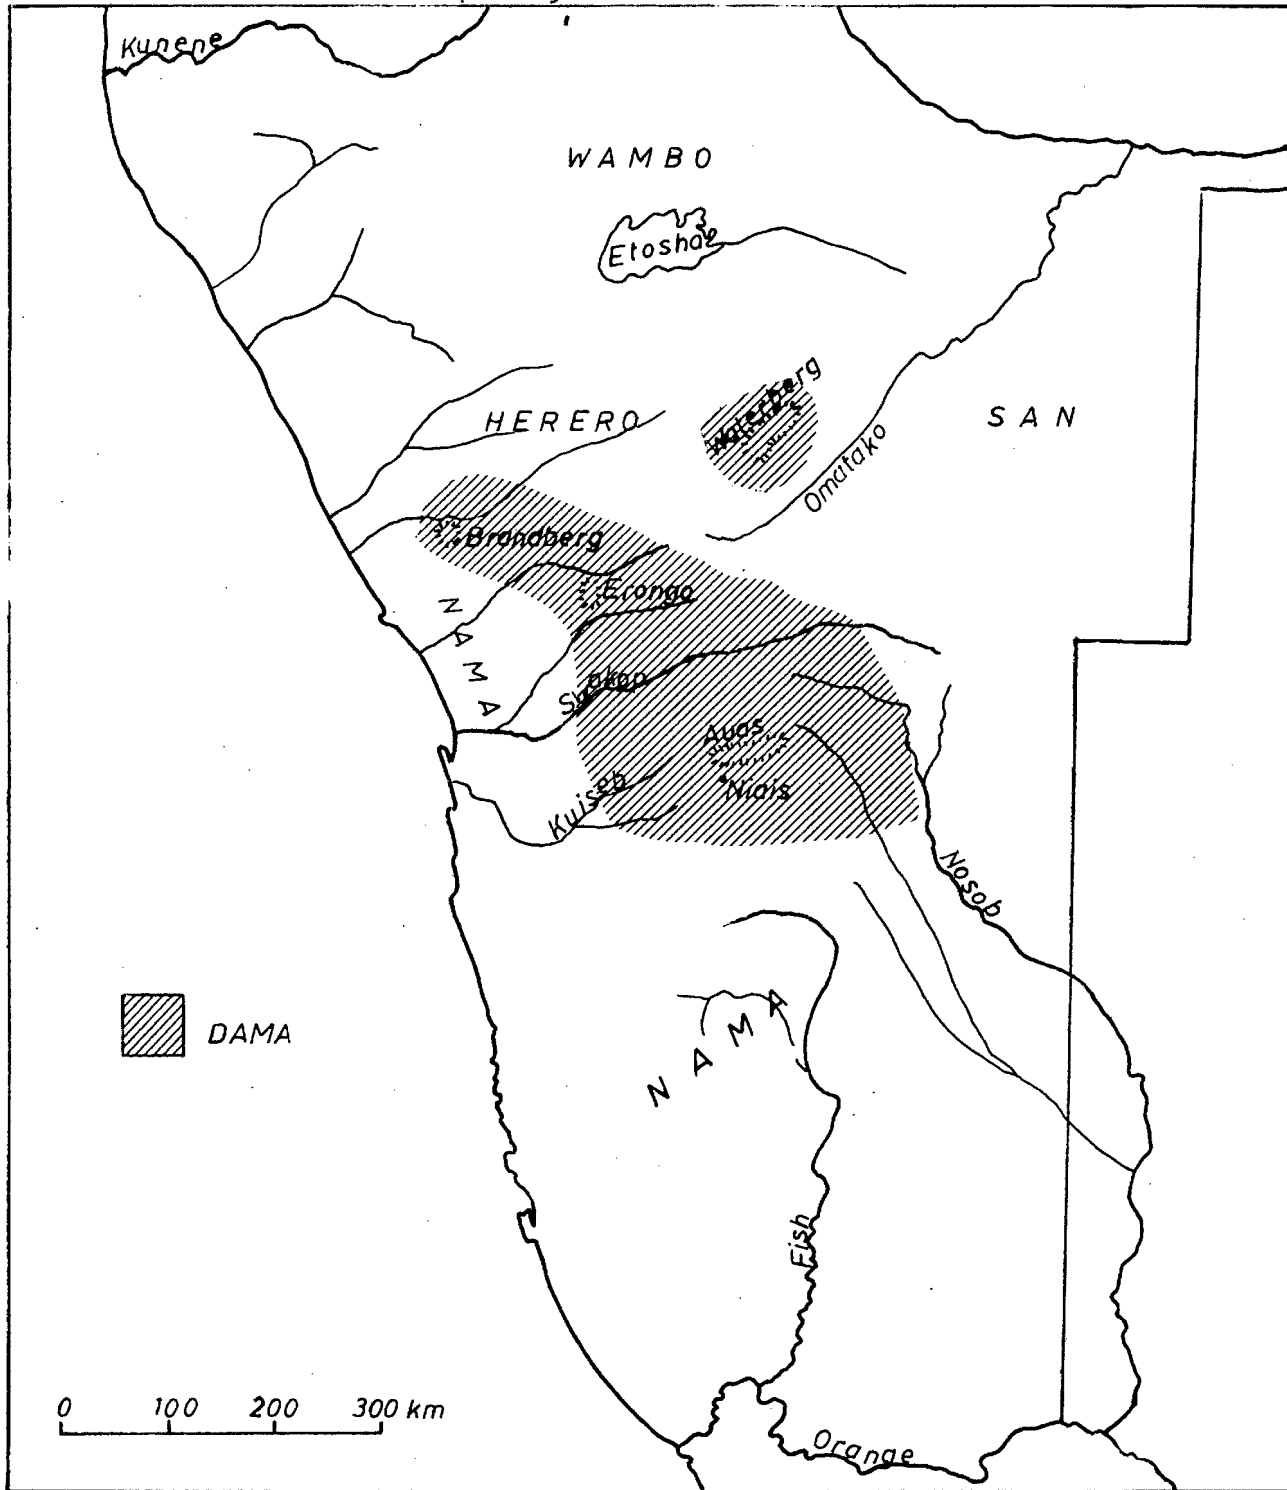 Kunene
WAMBO
Etosha
Waterberg
HERERO
SAN
Omatako
Brandberg
Erongo
NAMA
Swakop
Auas
Niais
Kuiseb
Nosob
NAMA
DAMA
Fish
0 100 200 300 km
Orange